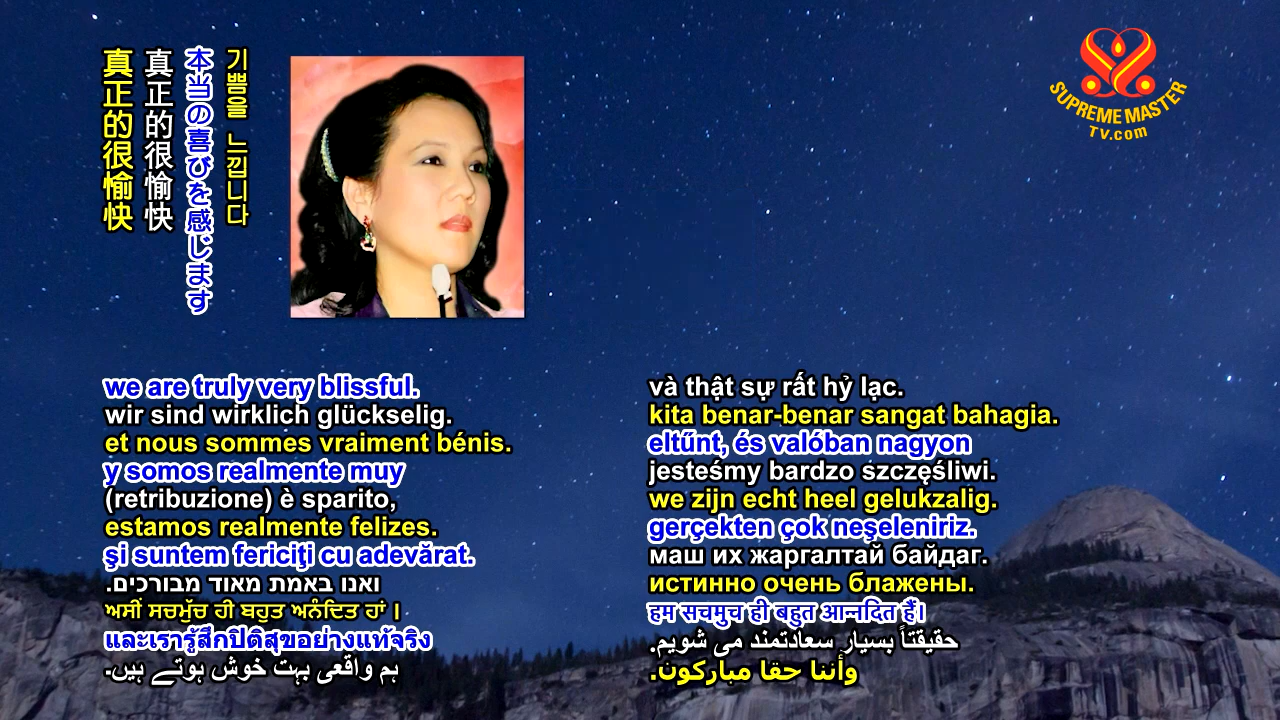 真正的很愉快
真正的很愉快
本当の喜びを感じます
기쁨을 느낍니다
SUPREME MASTER
TV.com
we are truly very blissful.
wir sind wirklich glückselig.
et nous sommes vraiment bénis.
y somos realmente muy
(retribuzione) è sparito,
estamos realmente felizes.
şi suntem fericiţi cu adevărat.
ואנו באמת מאוד מבורכים.
ਅਸੀਂ ਸਚਮੁੱਚ ਹੀ ਬਹੁਤ ਅਨੰਦਿਤ ਹਾਂ ।
และเรารู้สึกปิติสุขอย่างแท้จริง
ہم واقعی بہت خوش ہوتے ہیں.
và thật sự rất hỷ lạc.
kita benar-benar sangat bahagia.
eltűnt, és valóban nagyon
jesteśmy bardzo szczęśliwi.
we zijn echt heel gelukzalig.
gerçekten çok neşeleniriz.
маш их жаргалтай байдаг.
истинно очень блажены.
हम सचमुच ही बहुत आनन्दित हैं।
حقیقتاً بسیار سعادتمند می شویم.
وأننا حقا مباركون.